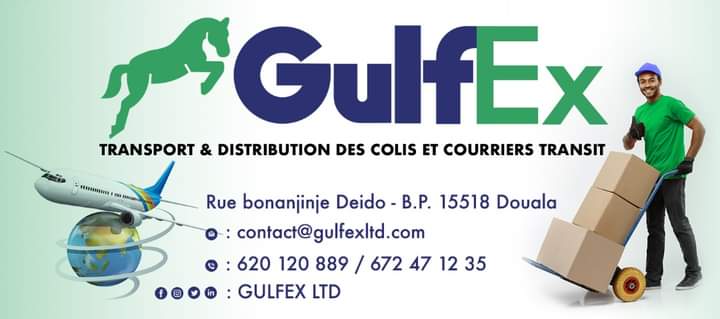 GulfEx
TRANSPORT & DISTRIBUTION DES COLIS ET COURRIERS TRANSIT
Rue bonanjinje Deido - B.P. 15518 Douala
: contact@gulfexltd.com
: 620 120 889 / 672 47 12 35
: GULFEX LTD